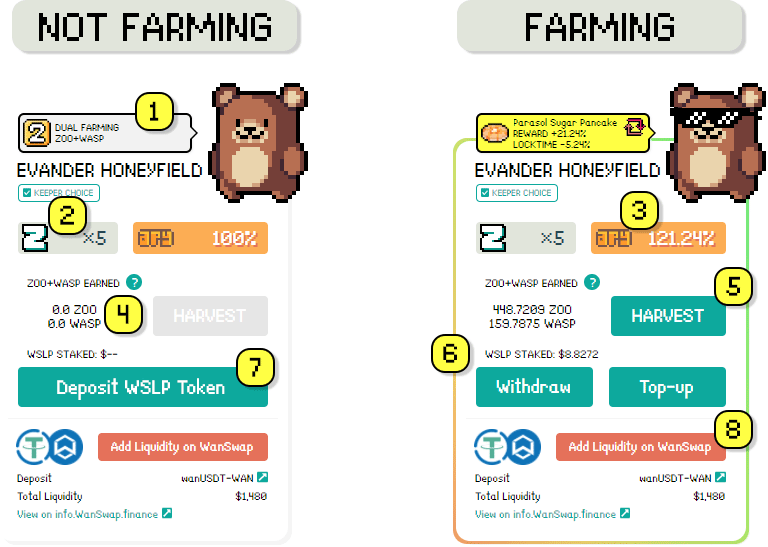 NOT FARMING
1
2
DUAL FARMING
ZOO+WASP
EVANDER HONEYFIELD
KEEPER CHOICE
2
×5
100%
ZOO+WASP EARNED ?
0.0 ZOO
0.0 WASP
4
HARVEST
WSLP STAKED: $--
7
Deposit WSLP Token
Add Liquidity on WanSwap
Deposit wanUSDT-WAN
Total Liquidity $1,480
View on info.WanSwap.finance
FARMING
Parasol Sugar Pancake
REWARD +21.24%
LOCKTIME -5.24%
EVANDER HONEYFIELD
KEEPER CHOICE
3
×5
121.24%
ZOO+WASP EARNED ?
5
448.7209 ZOO
159.7875 WASP
HARVEST
6
WSLP STAKED: $8.8272
Withdraw
Top-up
8
Add Liquidity on WanSwap
Deposit wanUSDT-WAN
Total Liquidity $1,480
View on info.WanSwap.finance